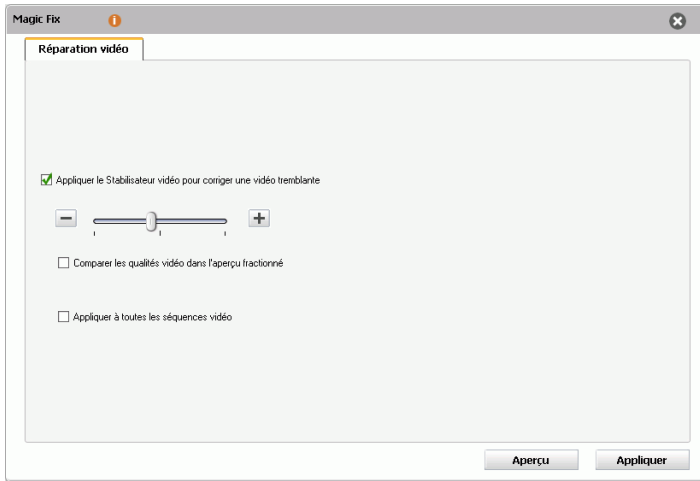 Magic Fix
Réparation vidéo
Appliquer le Stabilisateur vidéo pour corriger une vidéo tremblante
Comparer les qualités vidéo dans l'aperçu fractionné
Appliquer à toutes les séquences vidéo
Aperçu
Appliquer